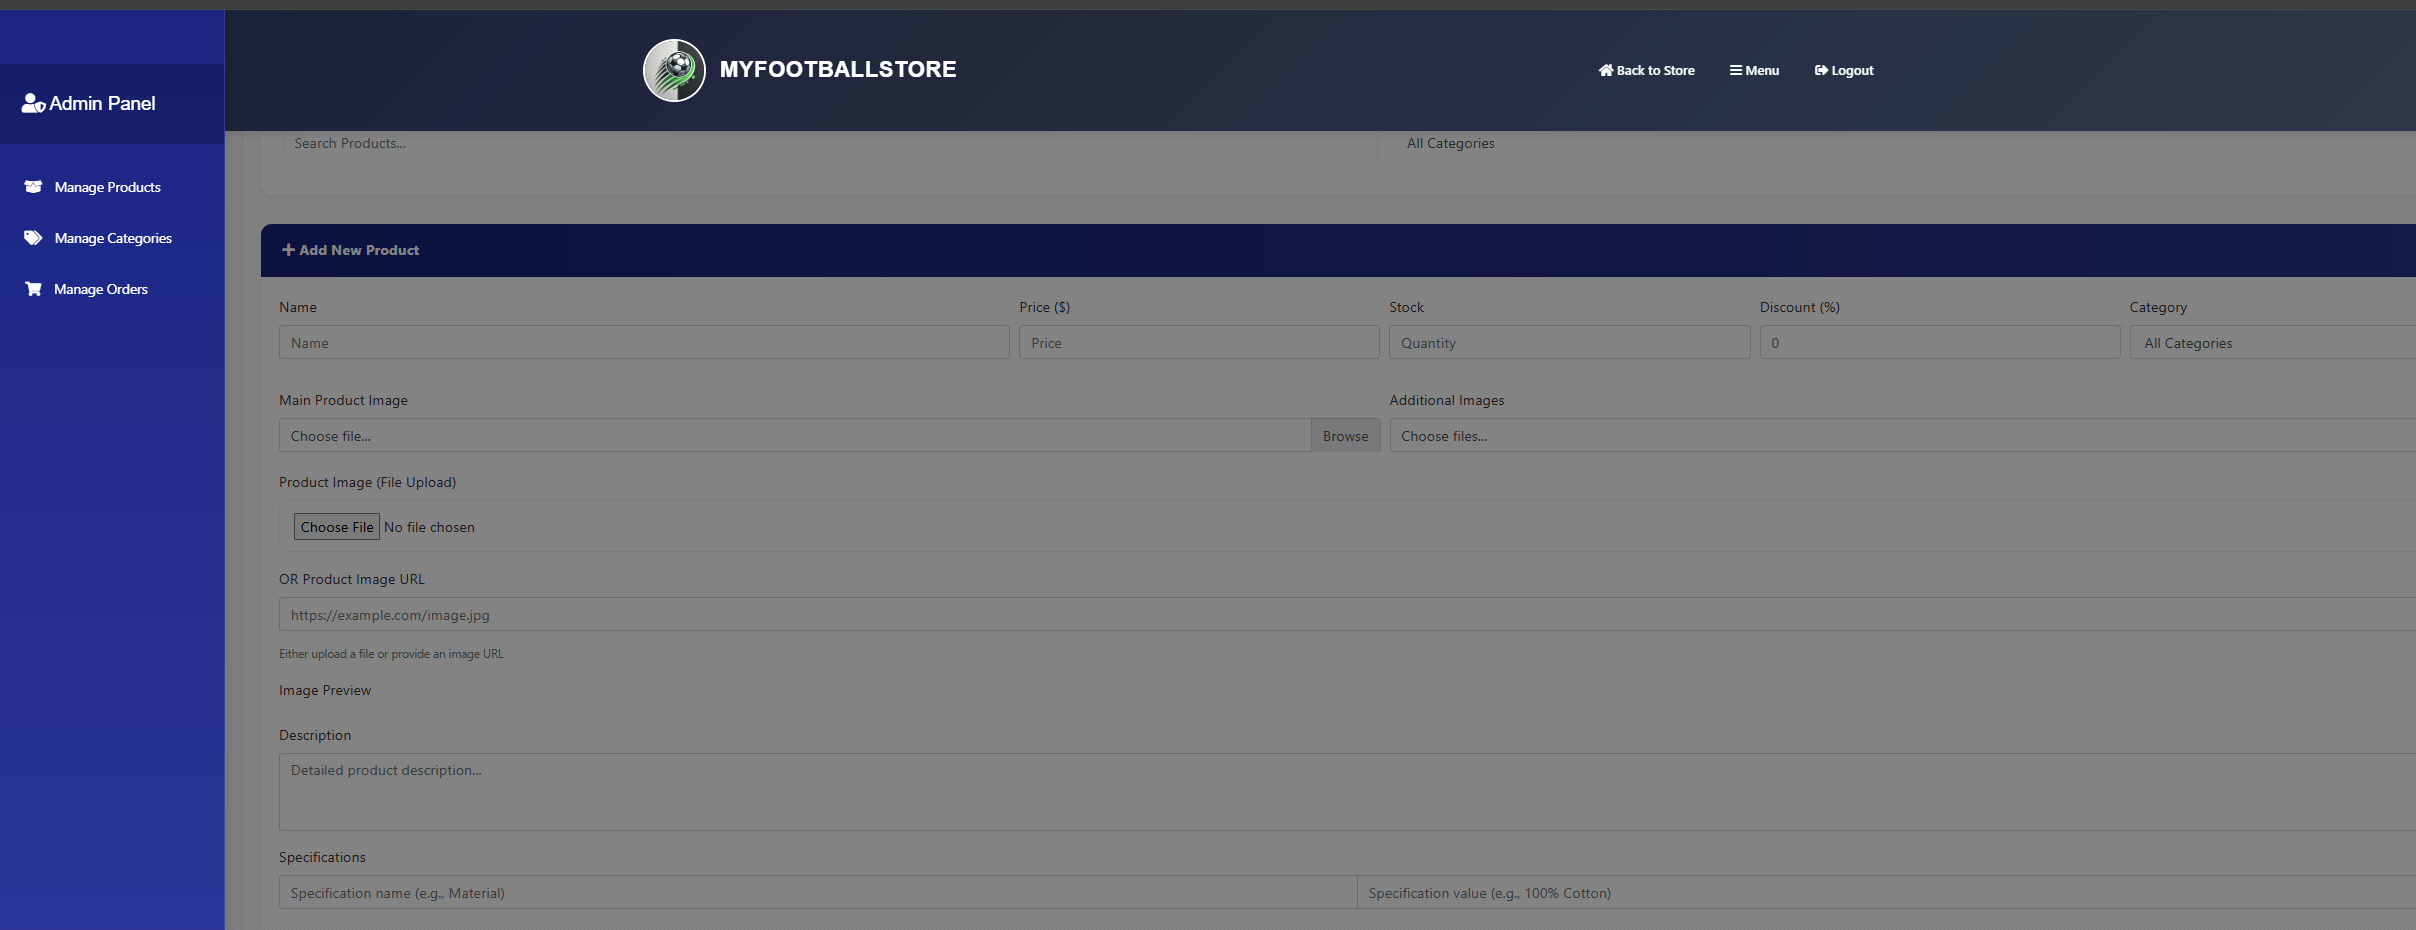 MYFOOTBALLSTORE
Back to Store
Menu
Logout
Admin Panel
Manage Products
Manage Categories
Manage Orders
Search Products...
All Categories
Add New Product
Name
Price ($)
Stock
Discount (%)
Category
Name
Price
Quantity
0
All Categories
Main Product Image
Additional Images
Choose file...
Browse
Choose files...
Product Image (File Upload)
Choose File No file chosen
OR Product Image URL
https://example.com/image.jpg
Either upload a file or provide an image URL
Image Preview
Description
Detailed product description...
Specifications
Specification name (e.g., Material)
Specification value (e.g., 100% Cotton)